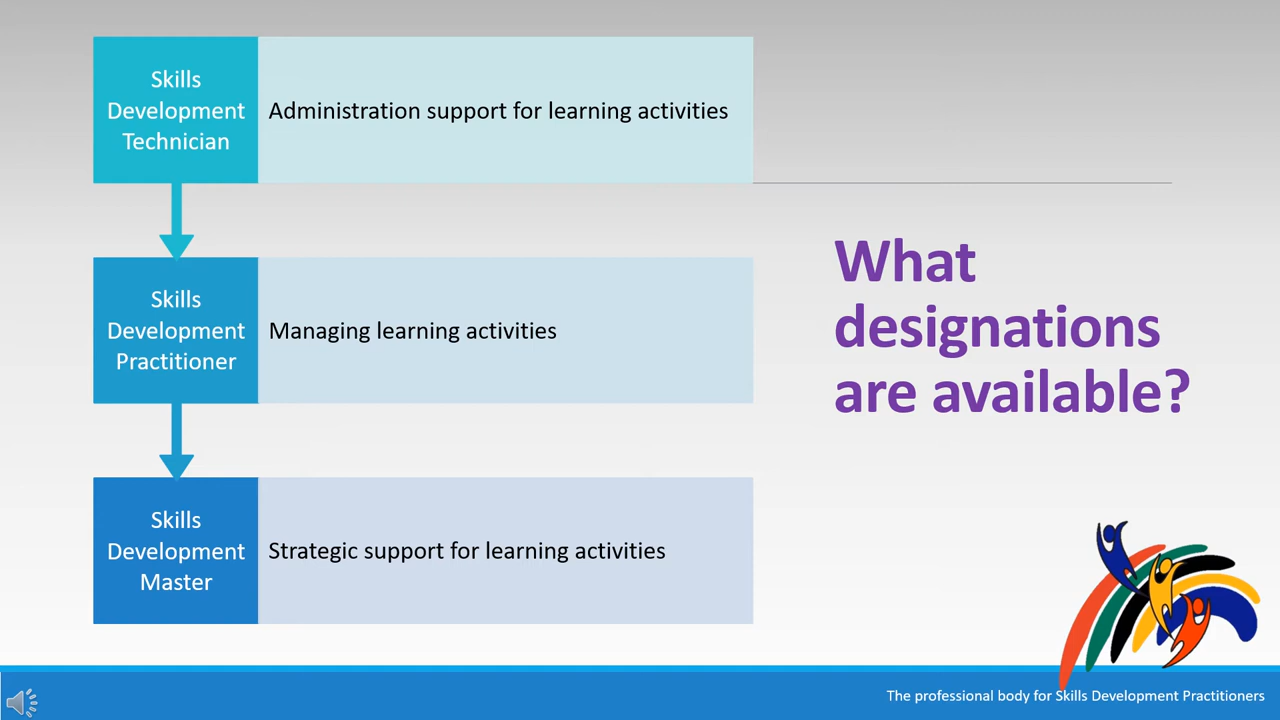 Skills
Development
Technician
Administration support for learning activities
Skills
Development
Practitioner
Managing learning activities
Skills
Development
Master
Strategic support for learning activities
What
designations
are available?
The professional body for Skills Development Practitioners